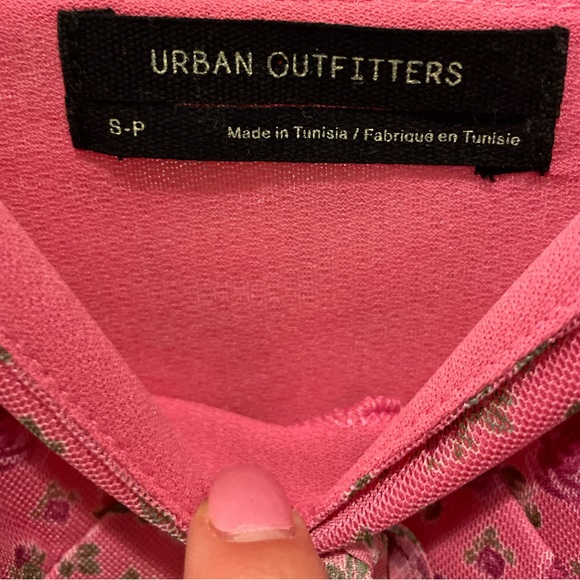 URBAN OUTFITTERS
S-P Made in Tunisia / Fabriqué en Tunisie